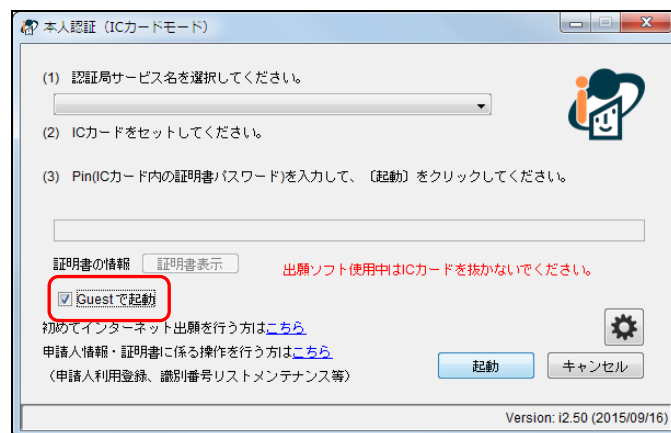 本人認証（ICカードモード）
(1) 認証局サービス名を選択してください。
(2) ICカードをセットしてください。
(3) Pin(ICカード内の証明書パスワード)を入力して、〔起動〕をクリックしてください。
証明書の情報 証明書表示 出願ソフト使用中はICカードを抜かないでください。
Guestで起動
初めてインターネット出願を行う方はこちら
申請人情報・証明書に係る操作を行う方はこちら
（申請人利用登録、識別番号リストメンテナンス等） 起動 キャンセル
Version: i2.50 (2015/09/16)